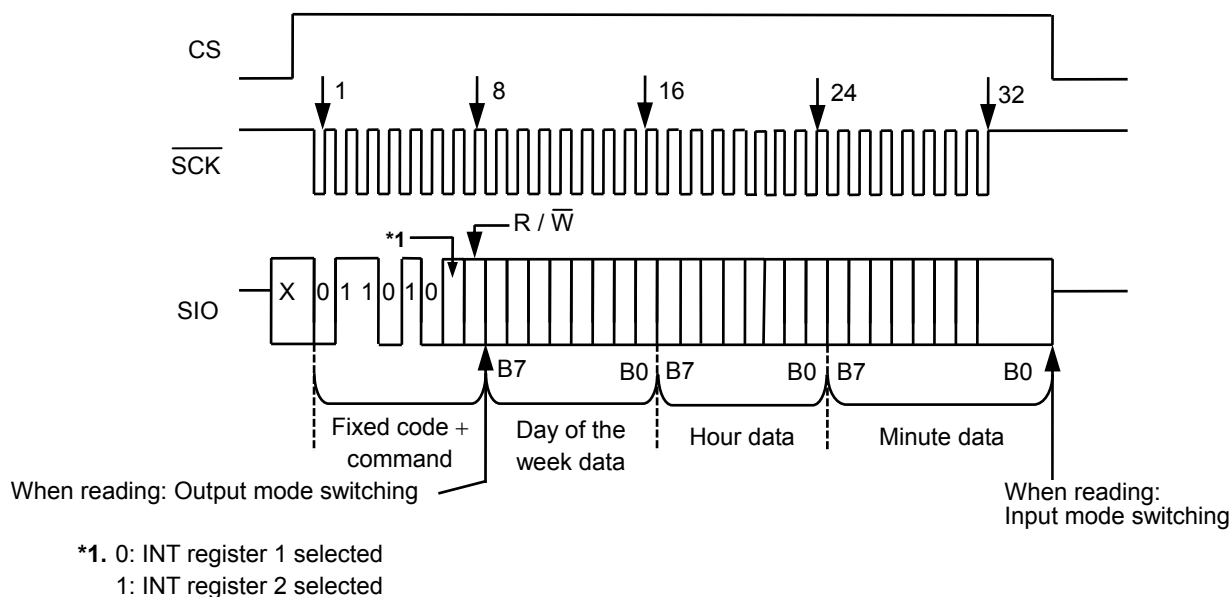 CS
1 8 16 24 32
SCK
*1 R / W
X 0 1 1 0 1 0
SIO
B7 B0 B7 B0 B7 B0
Fixed code +
command
Day of the
week data
Hour data
Minute data
When reading: Output mode switching
When reading:
Input mode switching
*1. 0: INT register 1 selected
1: INT register 2 selected